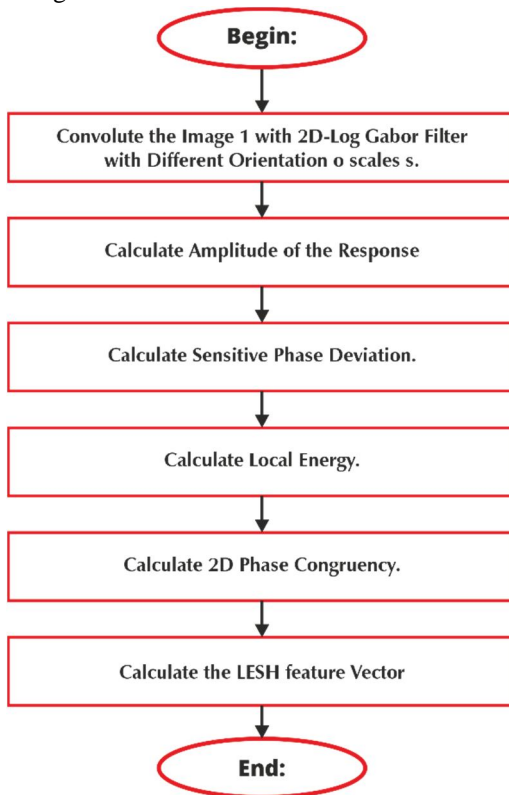 Begin:
Convolute the Image 1 with 2D-Log Gabor Filter
with Different Orientation o scales s.
Calculate Amplitude of the Response
Calculate Sensitive Phase Deviation.
Calculate Local Energy.
Calculate 2D Phase Congruency.
Calculate the LESH feature Vector
End: